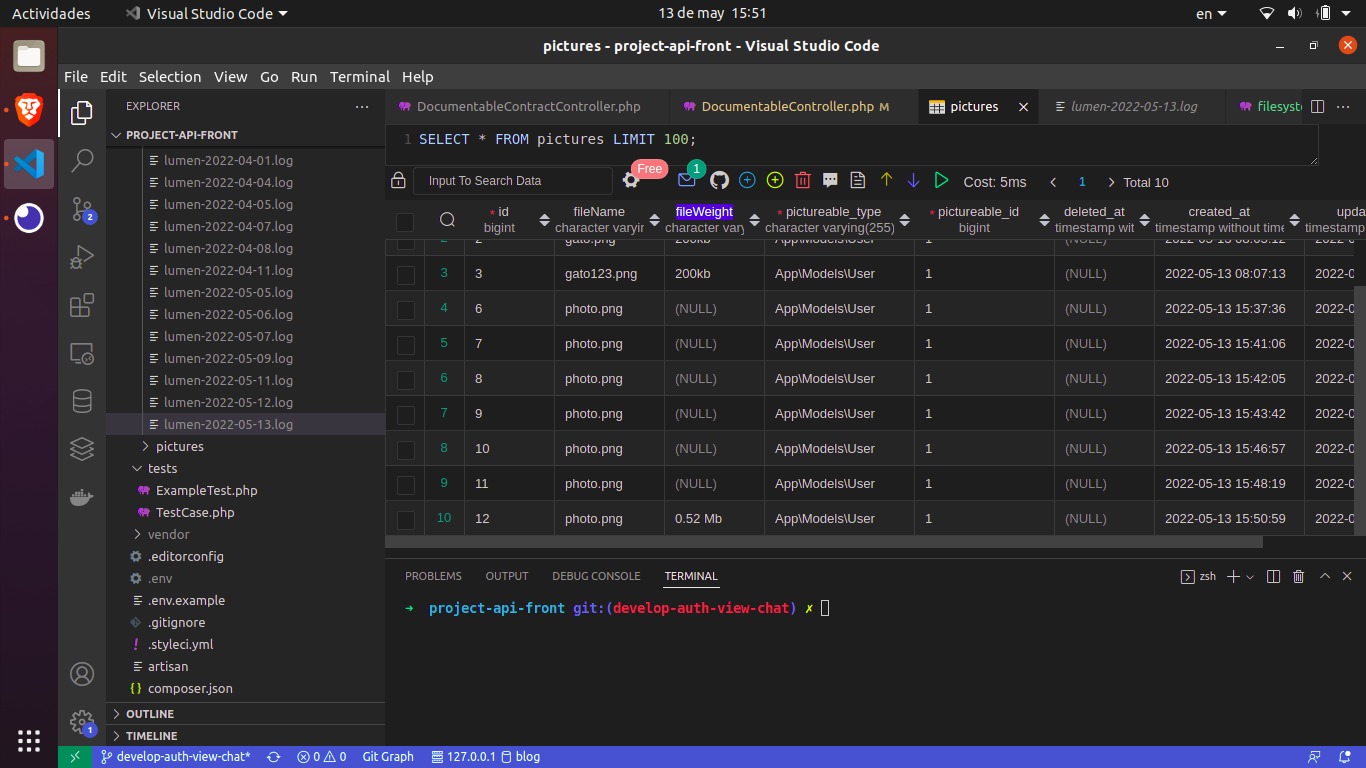 Actividades
Visual Studio Code
13 de may 15:51
en
pictures - project-api-front - Visual Studio Code
File Edit Selection View Go Run Terminal Help
EXPLORER
PROJECT-API-FRONT
lumen-2022-04-01.log
lumen-2022-04-04.log
lumen-2022-04-05.log
lumen-2022-04-07.log
lumen-2022-04-08.log
lumen-2022-04-11.log
lumen-2022-05-05.log
lumen-2022-05-06.log
lumen-2022-05-07.log
lumen-2022-05-09.log
lumen-2022-05-11.log
lumen-2022-05-12.log
lumen-2022-05-13.log
pictures
tests
ExampleTest.php
TestCase.php
vendor
.editorconfig
.env
.env.example
.gitignore
.styleci.yml
artisan
composer.json
OUTLINE
TIMELINE
2
1
DocumentableContractController.php
DocumentableController.php M
pictures
lumen-2022-05-13.log
filesyst
1 SELECT * FROM pictures LIMIT 100;
Input To Search Data
Free
1
Cost: 5ms
1
Total 10
* id fileName fileWeight * pictureable_type * pictureable_id deleted_at created_at upda
bigint character varyin character vary character varying(255) bigint timestamp wit timestamp without time timestamp
2 2 gato.png 200kb App\Models\User 1 (NULL)
3 3 gato123.png 200kb App\Models\User 1 (NULL) 2022-05-13 08:07:13 2022-0
4 6 photo.png (NULL) App\Models\User 1 (NULL) 2022-05-13 15:37:36 2022-0
5 7 photo.png (NULL) App\Models\User 1 (NULL) 2022-05-13 15:41:06 2022-0
6 8 photo.png (NULL) App\Models\User 1 (NULL) 2022-05-13 15:42:05 2022-0
7 9 photo.png (NULL) App\Models\User 1 (NULL) 2022-05-13 15:43:42 2022-0
8 10 photo.png (NULL) App\Models\User 1 (NULL) 2022-05-13 15:46:57 2022-0
9 11 photo.png (NULL) App\Models\User 1 (NULL) 2022-05-13 15:48:19 2022-0
10 12 photo.png 0.52 Mb App\Models\User 1 (NULL) 2022-05-13 15:50:59 2022-0
PROBLEMS OUTPUT DEBUG CONSOLE TERMINAL
zsh
➜ project-api-front git:(develop-auth-view-chat) ✗
develop-auth-view-chat*
0 0
Git Graph
127.0.0.1
blog